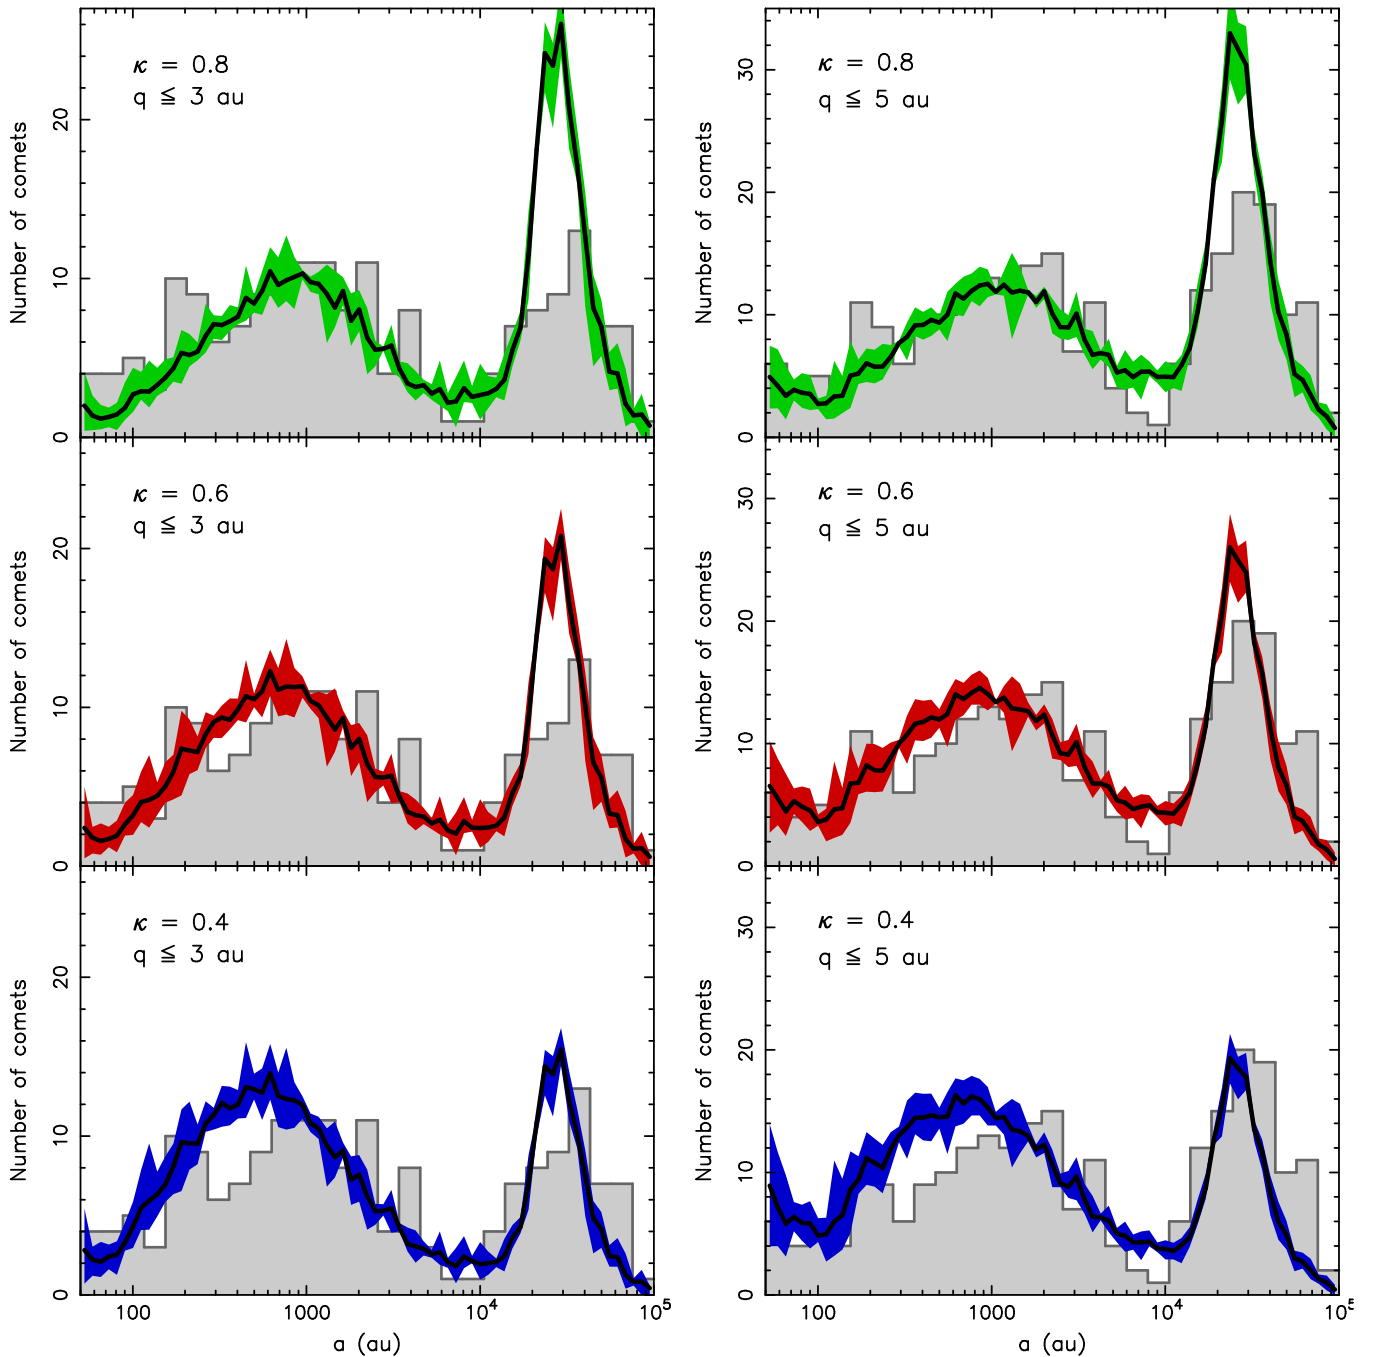 κ = 0.8
q ≦ 3 au
20
10
0
Number of comets
κ = 0.8
q ≦ 5 au
30
20
10
0
Number of comets
κ = 0.6
q ≦ 3 au
20
10
0
Number of comets
κ = 0.6
q ≦ 5 au
30
20
10
0
Number of comets
κ = 0.4
q ≦ 3 au
20
10
0
Number of comets
100 1000 10⁴ 10⁵
a (au)
κ = 0.4
q ≦ 5 au
30
20
10
0
Number of comets
100 1000 10⁴ 10⁵
a (au)